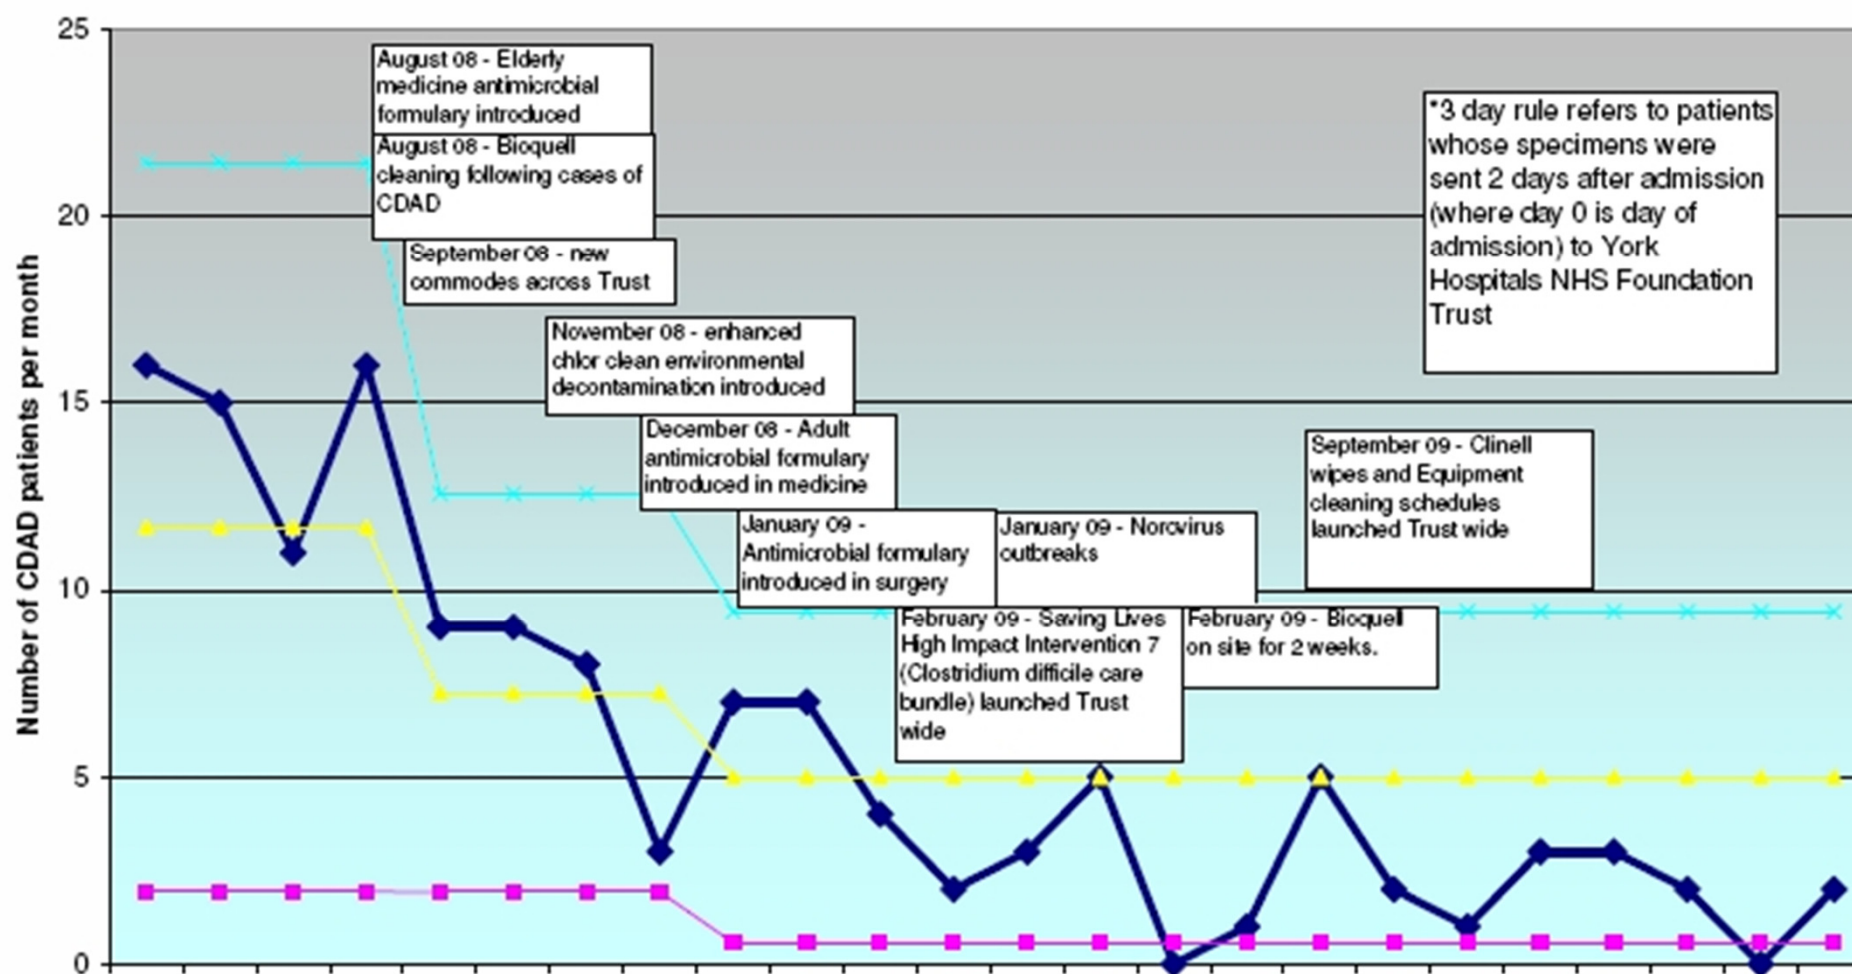 25
20
15
10
5
0
Number of CDAD patients per month
August 08 - Elderly
medicine antimicrobial
formulary introduced
August 08 - Bioquell
cleaning following cases of
CDAD
September 08 - new
commodes across Trust
November 08 - enhanced
chlor clean environmental
decontamination introduced
December 08 - Adult
antimicrobial formulary
introduced in medicine
January 09 -
Antimicrobial formulary
introduced in surgery
January 09 - Norovirus
outbreaks
February 09 - Saving Lives
High Impact Intervention 7
(Clostridium difficile care
bundle) launched Trust
wide
February 09 - Bioquell
on site for 2 weeks.
September 09 - Clinell
wipes and Equipment
cleaning schedules
launched Trust wide
*3 day rule refers to patients
whose specimens were
sent 2 days after admission
(where day 0 is day of
admission) to York
Hospitals NHS Foundation
Trust